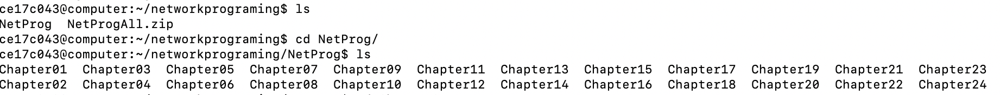 ce17c043@computer:~/networkprograming$ ls
NetProg  NetProgAll.zip
ce17c043@computer:~/networkprograming$ cd NetProg/
ce17c043@computer:~/networkprograming/NetProg$ ls
Chapter01  Chapter03  Chapter05  Chapter07  Chapter09  Chapter11  Chapter13  Chapter15  Chapter17  Chapter19  Chapter21  Chapter23
Chapter02  Chapter04  Chapter06  Chapter08  Chapter10  Chapter12  Chapter14  Chapter16  Chapter18  Chapter20  Chapter22  Chapter24